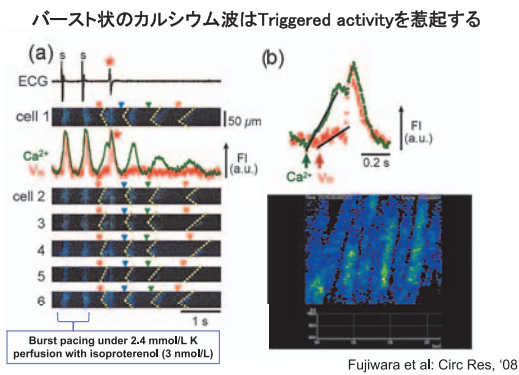 バースト状のカルシウム波はTriggered activityを惹起する
(a)
s s
ECG
cell 1
50 µm
Ca²⁺
Vm
FI
(a.u.)
cell 2
3
4
5
6
1 s
Burst pacing under 2.4 mmol/L K
perfusion with isoproterenol (3 nmol/L)
(b)
FI
(a.u.)
0.2 s
Ca²⁺ Vm
Fujiwara et al: Circ Res, ‘08